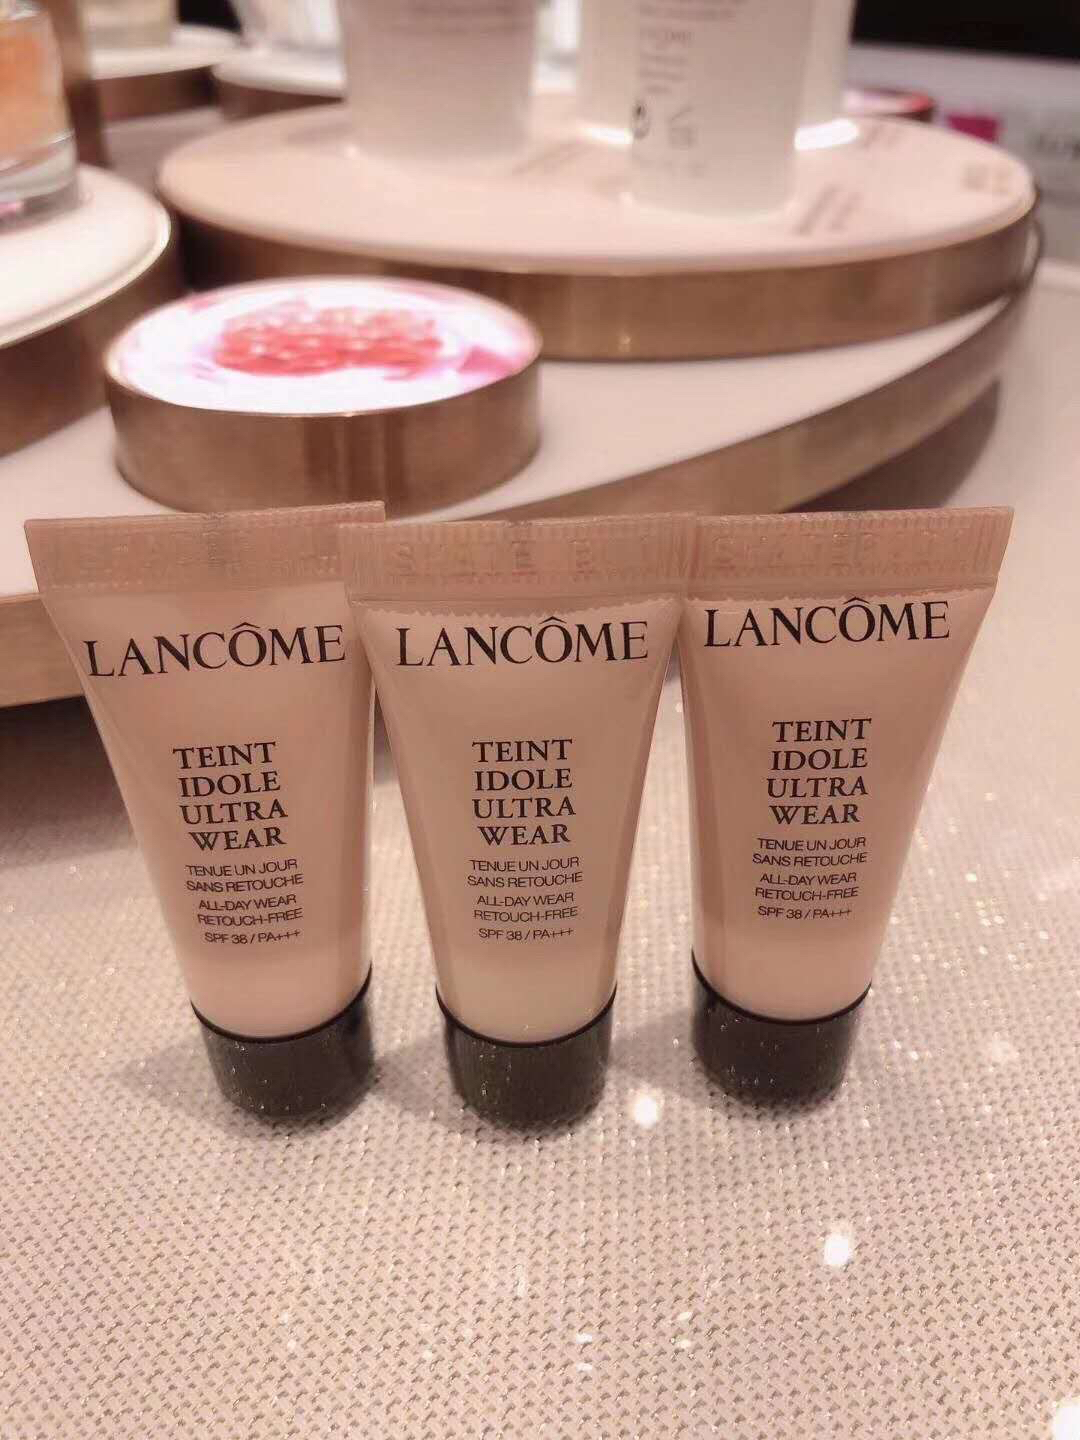 LANCÔME
TEINT
IDOLE
ULTRA
WEAR
TENUE UN JOUR
SANS RETOUCHE
ALL-DAY WEAR
RETOUCH-FREE
SPF 38 / PA+++
SHATE
LANCÔME
TEINT
IDOLE
ULTRA
WEAR
TENUE UN JOUR
SANS RETOUCHE
ALL-DAY WEAR
RETOUCH-FREE
SPF 38 / PA+++
LANCÔME
TEINT
IDOLE
ULTRA
WEAR
TENUE UN JOUR
SANS RETOUCHE
ALL-DAY WEAR
RETOUCH-FREE
SPF 38 / PA+++